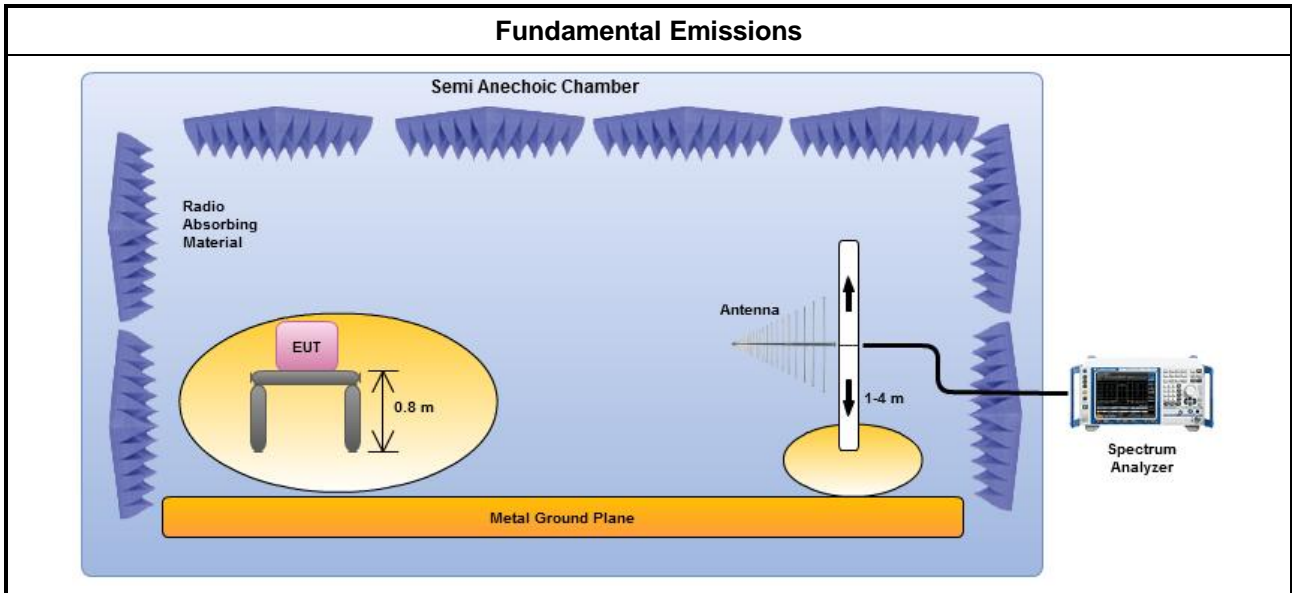 Fundamental Emissions
Semi Anechoic Chamber
Radio
Absorbing
Material
Antenna
EUT
0.8 m
1-4 m
Spectrum
Analyzer
Metal Ground Plane